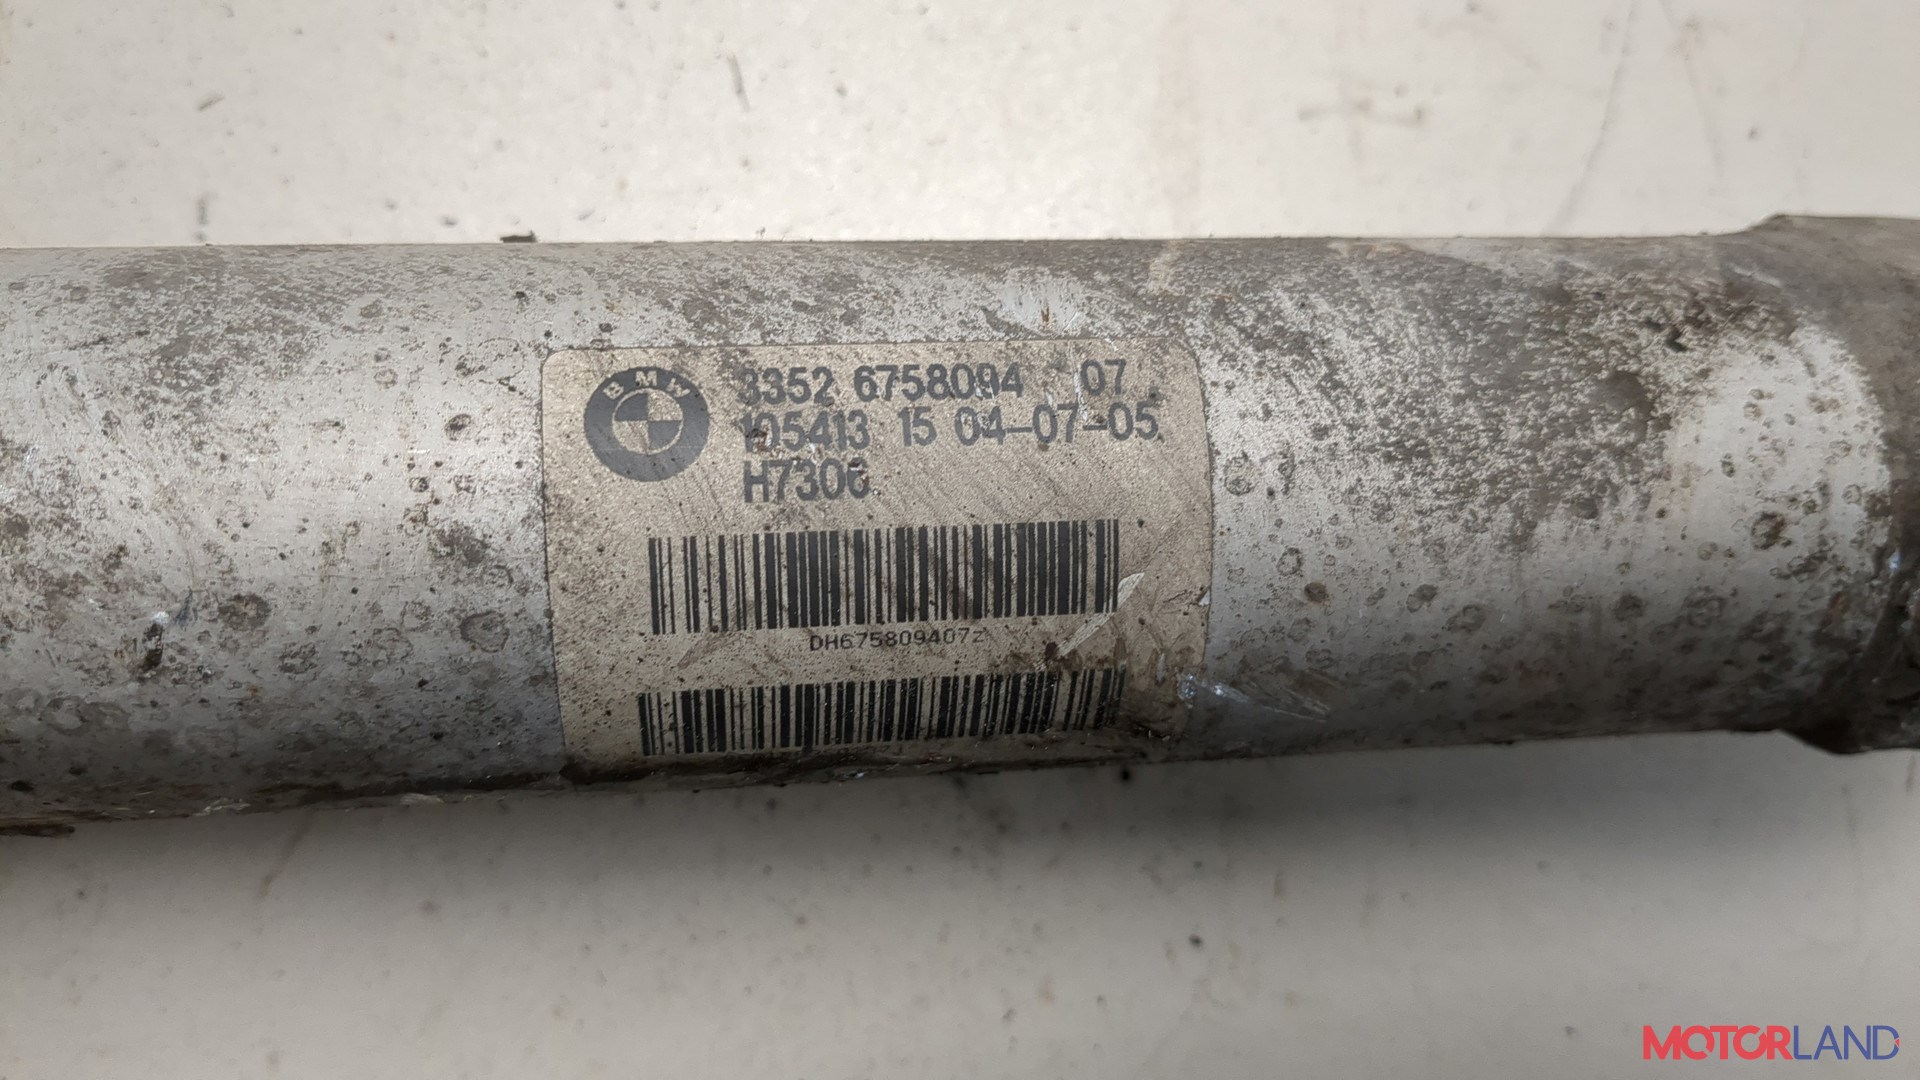 BMW
3352 6758094 07
105413 15 04-07-05
H7306
DH675809407Z
MOTORLAND